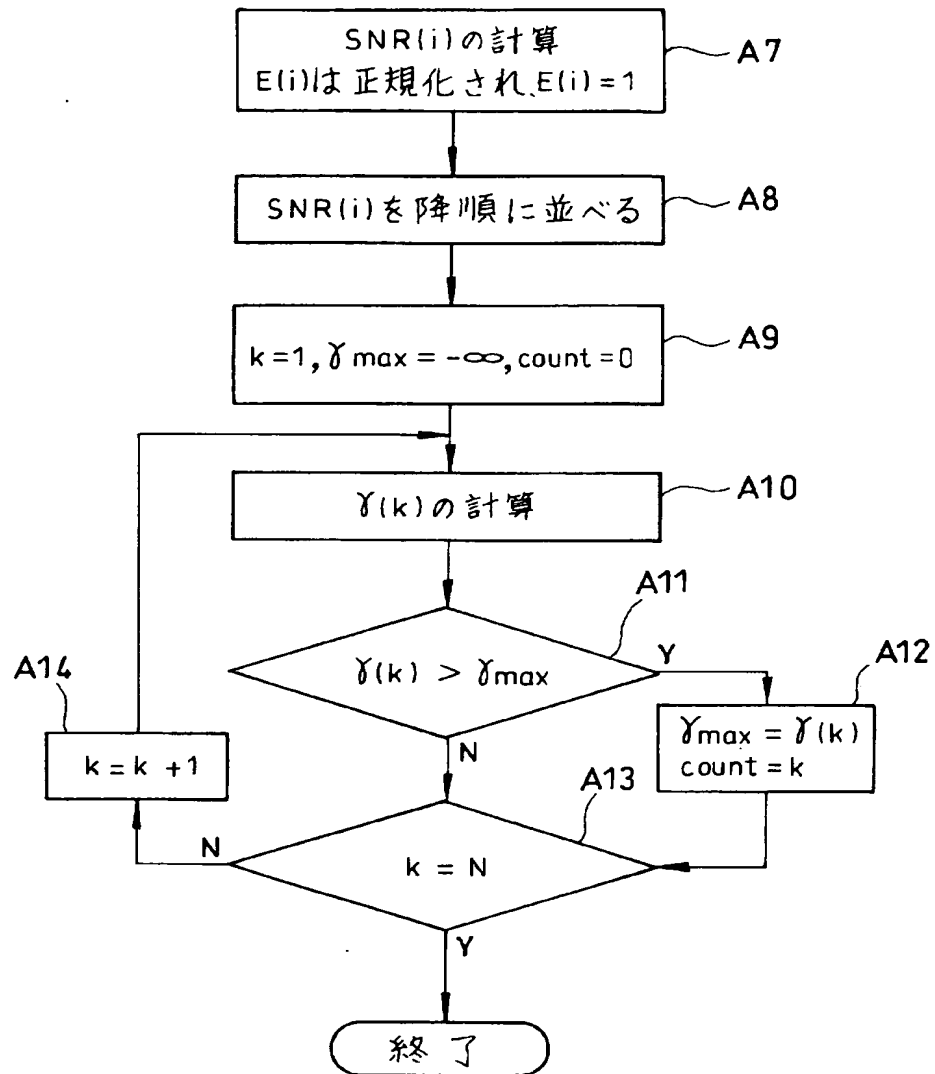 SNR(i)の計算
E(i)は正規化され、E(i)=1
A7
SNR(i)を降順に並べる
A8
k=1, γmax = -∞, count=0
A9
γ(k)の計算
A10
A11
γ(k) > γmax
Y
A12
γmax = γ(k)
count = k
N
A14
k = k +1
A13
N
k = N
Y
終了